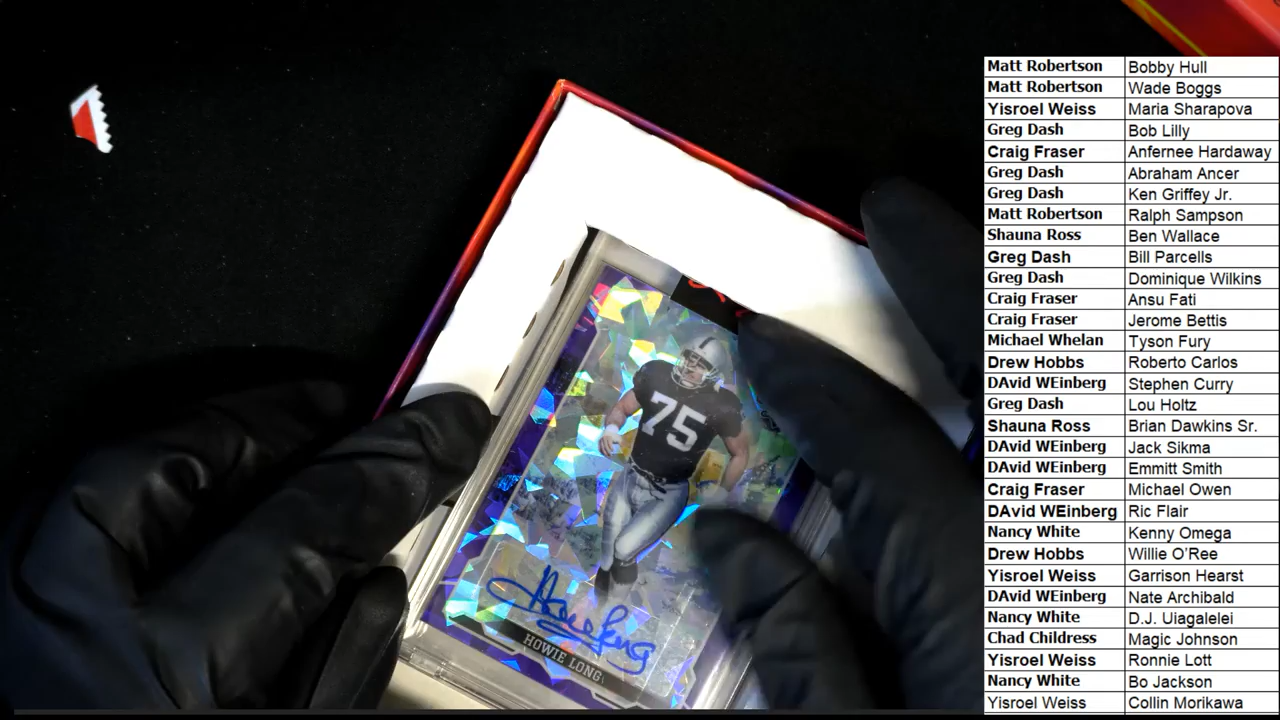 Matt Robertson Bobby Hull
Matt Robertson Wade Boggs
Yisroel Weiss Maria Sharapova
Greg Dash Bob Lilly
Craig Fraser Anfernee Hardaway
Greg Dash Abraham Ancer
Greg Dash Ken Griffey Jr.
Matt Robertson Ralph Sampson
Shauna Ross Ben Wallace
Greg Dash Bill Parcells
Greg Dash Dominique Wilkins
Craig Fraser Ansu Fati
Craig Fraser Jerome Bettis
Michael Whelan Tyson Fury
Drew Hobbs Roberto Carlos
DAvid WEinberg Stephen Curry
Greg Dash Lou Holtz
Shauna Ross Brian Dawkins Sr.
DAvid WEinberg Jack Sikma
DAvid WEinberg Emmitt Smith
Craig Fraser Michael Owen
DAvid WEinberg Ric Flair
Nancy White Kenny Omega
Drew Hobbs Willie O'Ree
Yisroel Weiss Garrison Hearst
DAvid WEinberg Nate Archibald
Nancy White D.J. Uiagalelei
Chad Childress Magic Johnson
Yisroel Weiss Ronnie Lott
Nancy White Bo Jackson
Yisroel Weiss Collin Morikawa
75
Howie Long
HOWIE LONG